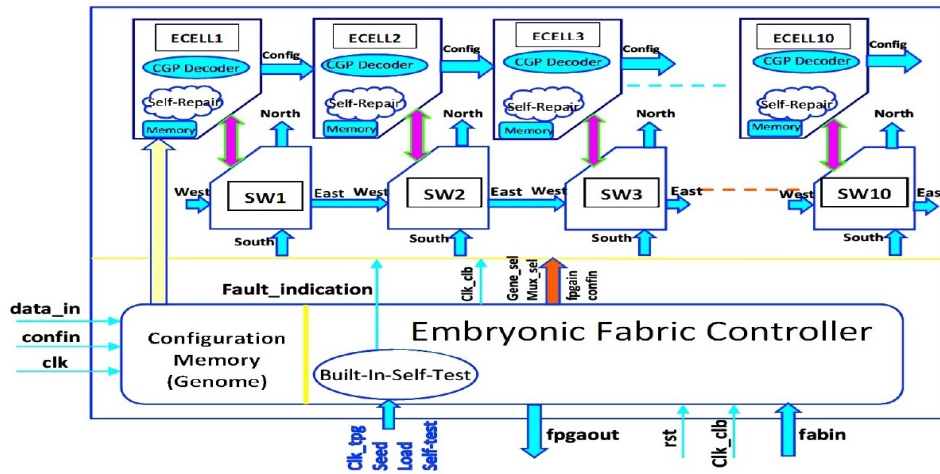 ECELL1
CGP Decoder
Self-Repair
Memory
Config
ECELL2
CGP Decoder
Self-Repair
Memory
Config
ECELL3
CGP Decoder
Self-Repair
Memory
Config
ECELL10
CGP Decoder
Self-Repair
Memory
Config
North
North
North
North
West
SW1
East
West
SW2
East
West
SW3
East
West
SW10
East
South
South
South
South
Fault_indication
Clk_clb
Gene_sel
Mux_sel
fpgain
confin
data_in
confin
clk
Configuration
Memory
(Genome)
Embryonic Fabric Controller
Built-In-Self-Test
Clk_tpg
Seed
Load
Self-test
fpgaout
rst
Clk_clb
fabin